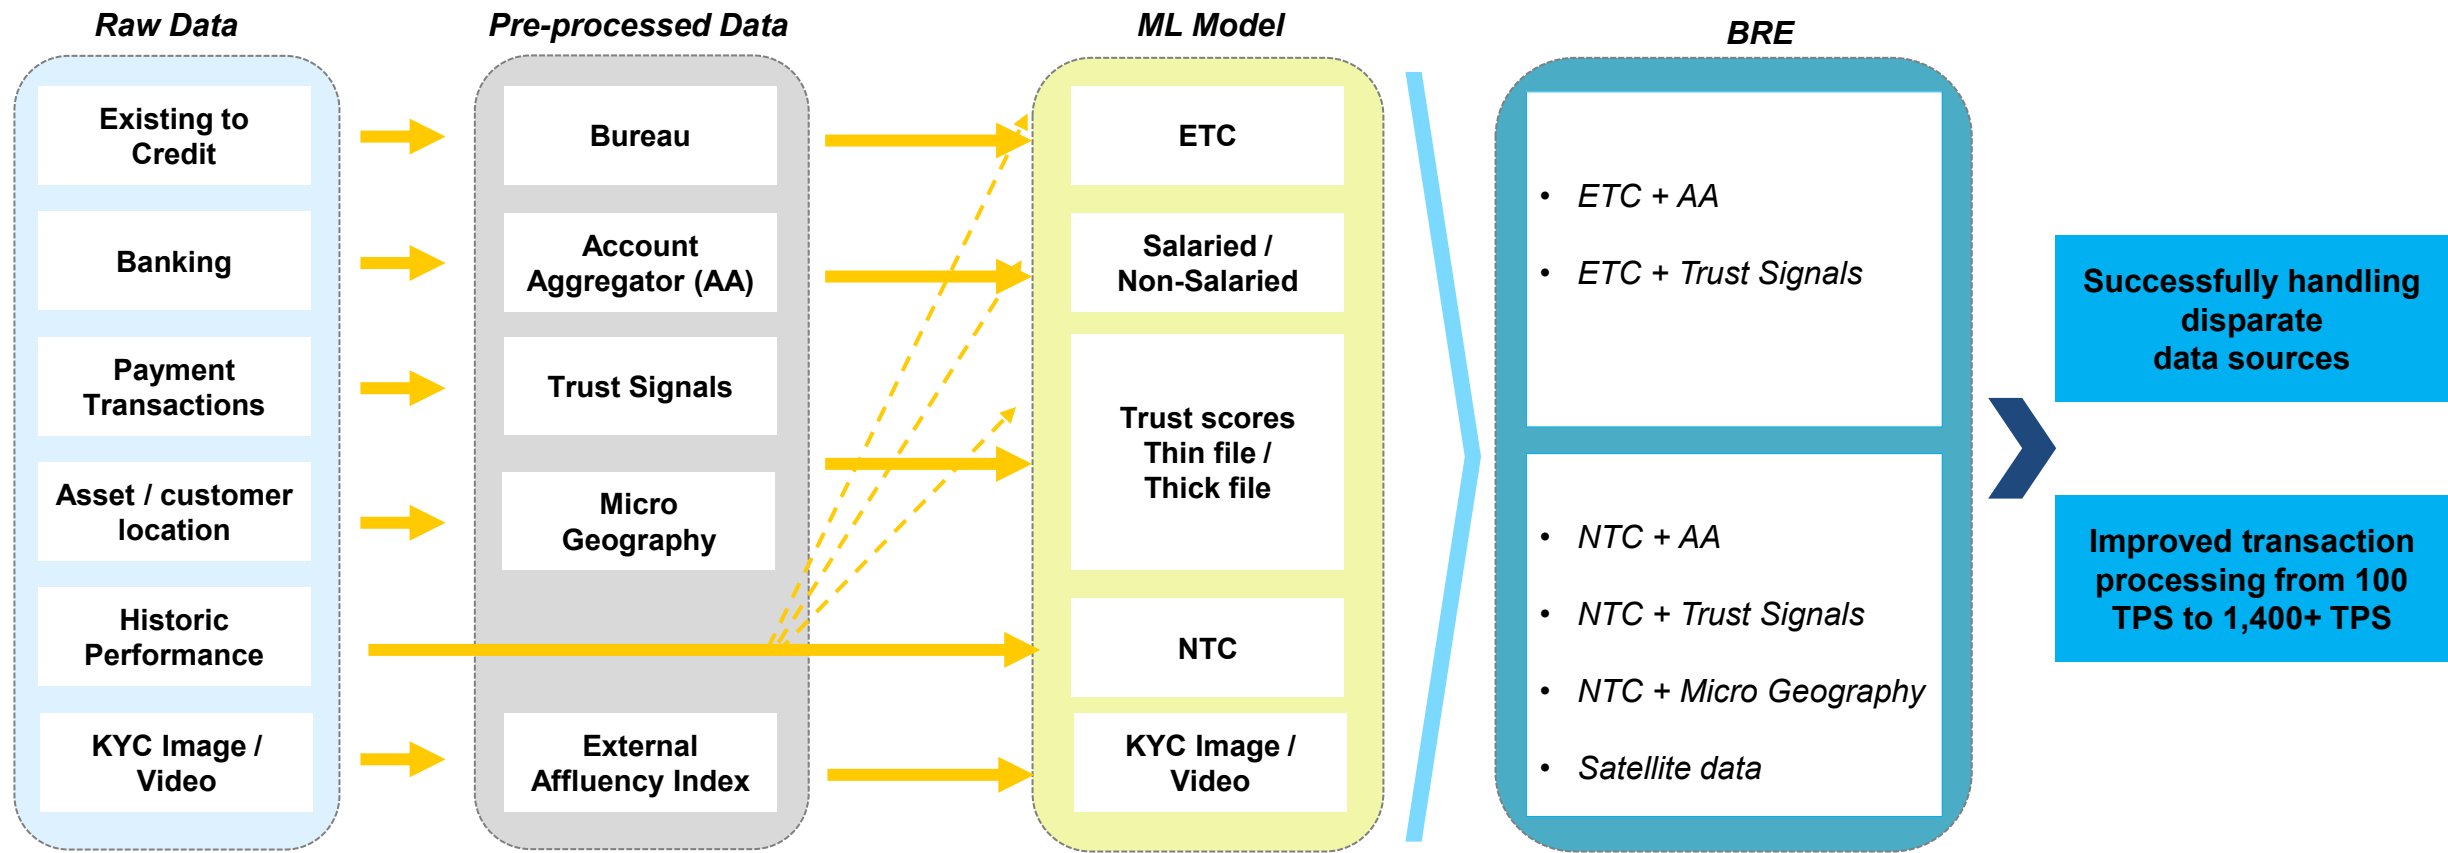 Raw Data
Existing to
Credit
Banking
Payment
Transactions
Asset / customer
location
Historic
Performance
KYC Image /
Video
Pre-processed Data
Bureau
Account
Aggregator (AA)
Trust Signals
Micro
Geography
External
Affluency Index
ML Model
ETC
Salaried /
Non-Salaried
Trust scores
Thin file /
Thick file
NTC
KYC Image /
Video
BRE
• ETC + AA
• ETC + Trust Signals
• NTC + AA
• NTC + Trust Signals
• NTC + Micro Geography
• Satellite data
Successfully handling
disparate
data sources
Improved transaction
processing from 100
TPS to 1,400+ TPS